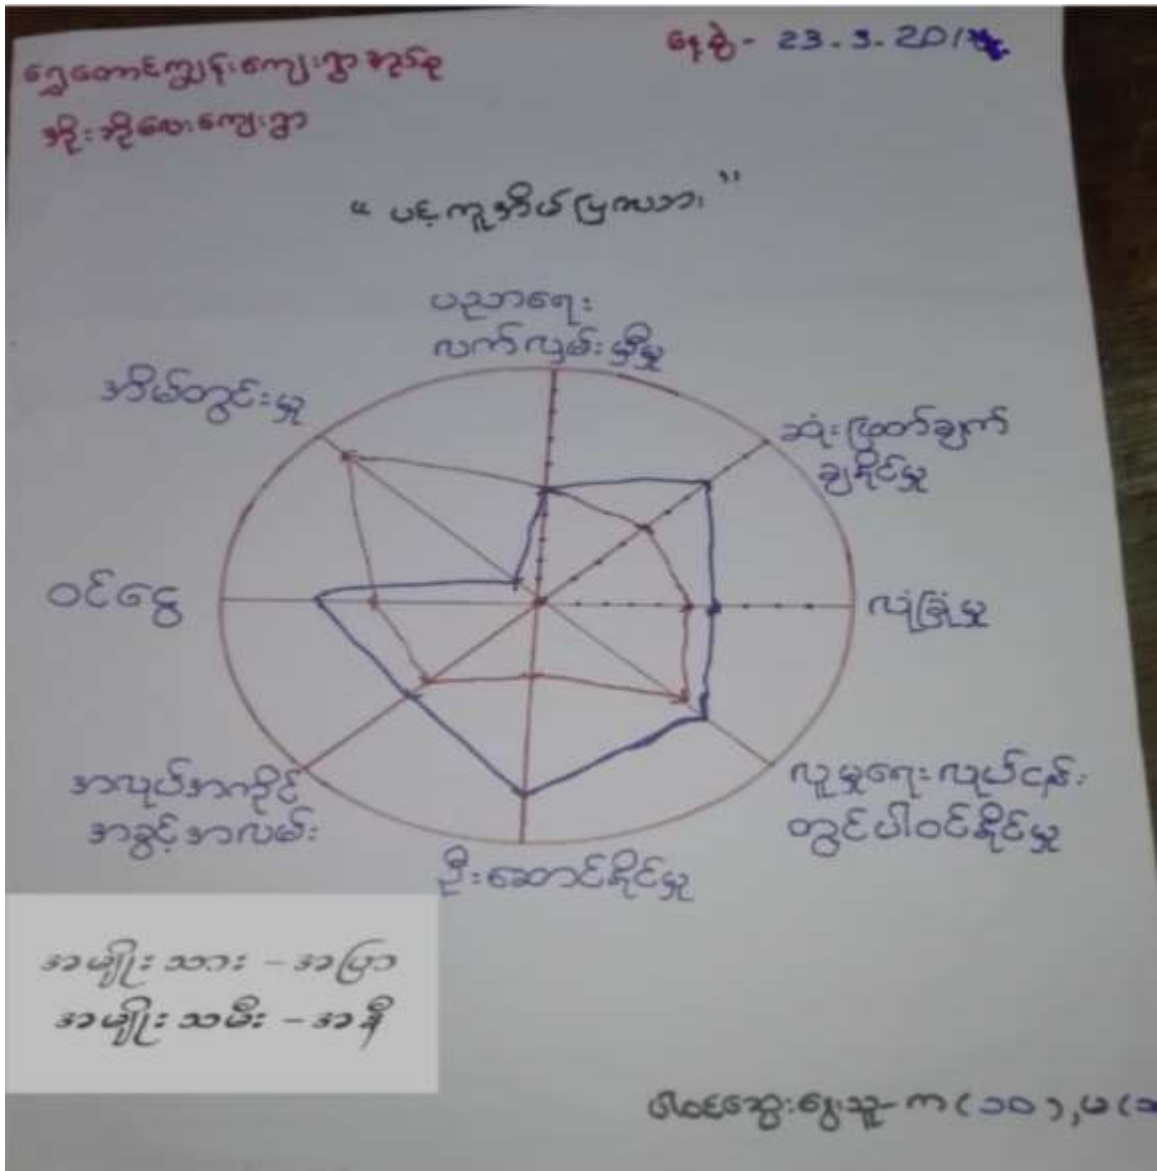 ရွှေတောင်ကျွန်းကျေးရွာအုပ်စု
အိုးဘိုလေးကျေးရွာ
နေ့စွဲ - 23.3.201
“ ပင့်ကူအိမ်ပြကား ”
ပညာရေး
လက်လှမ်းမှီမှု
အိမ်တွင်းမှု
ဆုံးဖြတ်ချက်
ချနိုင်မှု
ဝင်ငွေ
လုံခြုံမှု
အလုပ်အကိုင်
အခွင့်အလမ်း
လူမှုရေးလုပ်ငန်း
တွင်ပါဝင်နိုင်မှု
ဦးဆောင်နိုင်မှု
အမျိုးသား – အပြာ
အမျိုးသမီး – အနီ
ပါဝင်ဆွေးနွေးသူ - က (၁၀), မ (